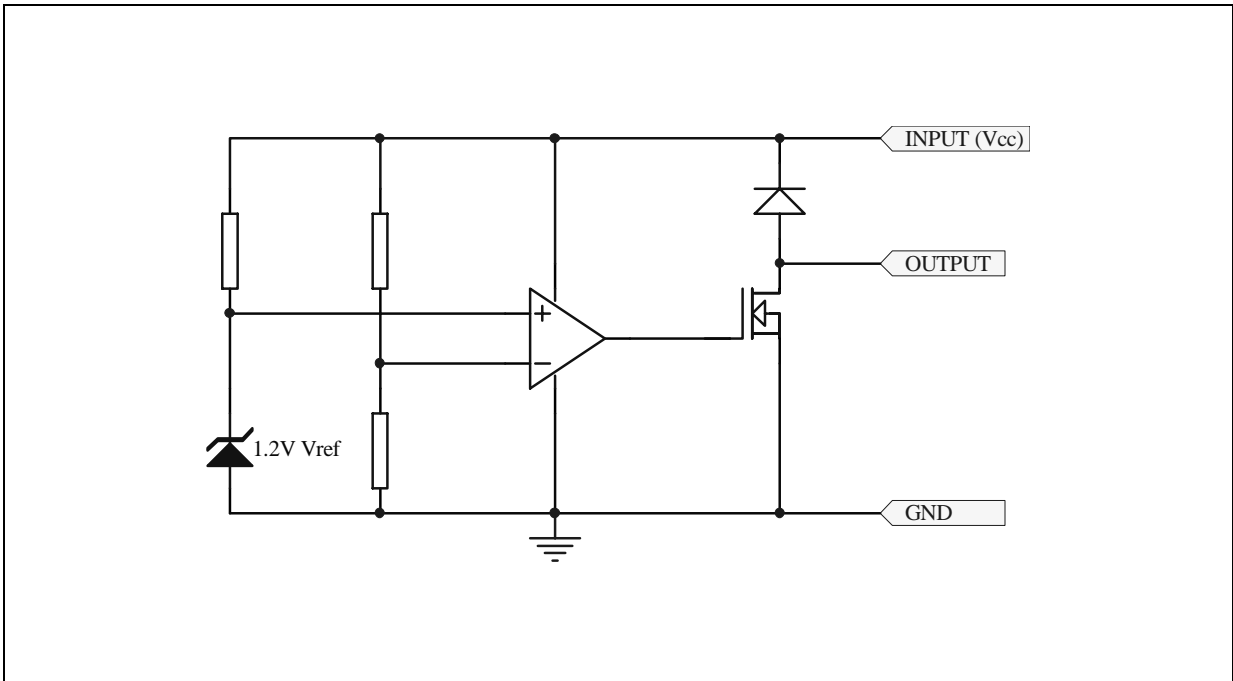 INPUT (Vcc)
OUTPUT
+
−
1.2V Vref
GND